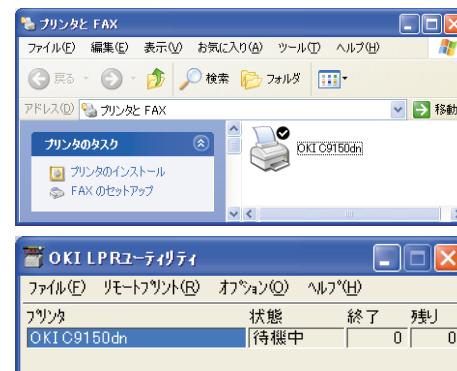 プリンタと FAX
ファイル(F) 編集(E) 表示(V) お気に入り(A) ツール(T) ヘルプ(H)
戻る 検索 フォルダ
アドレス(D) プリンタと FAX 移動
プリンタのタスク
プリンタのインストール
FAX のセットアップ
OKI C9150dn
OKI LPRユーティリティ
ファイル(F) リモートプリント(R) オプション(O) ヘルプ(H)
プリンタ 状態 終了 残り
OKI C9150dn 待機中 0 0